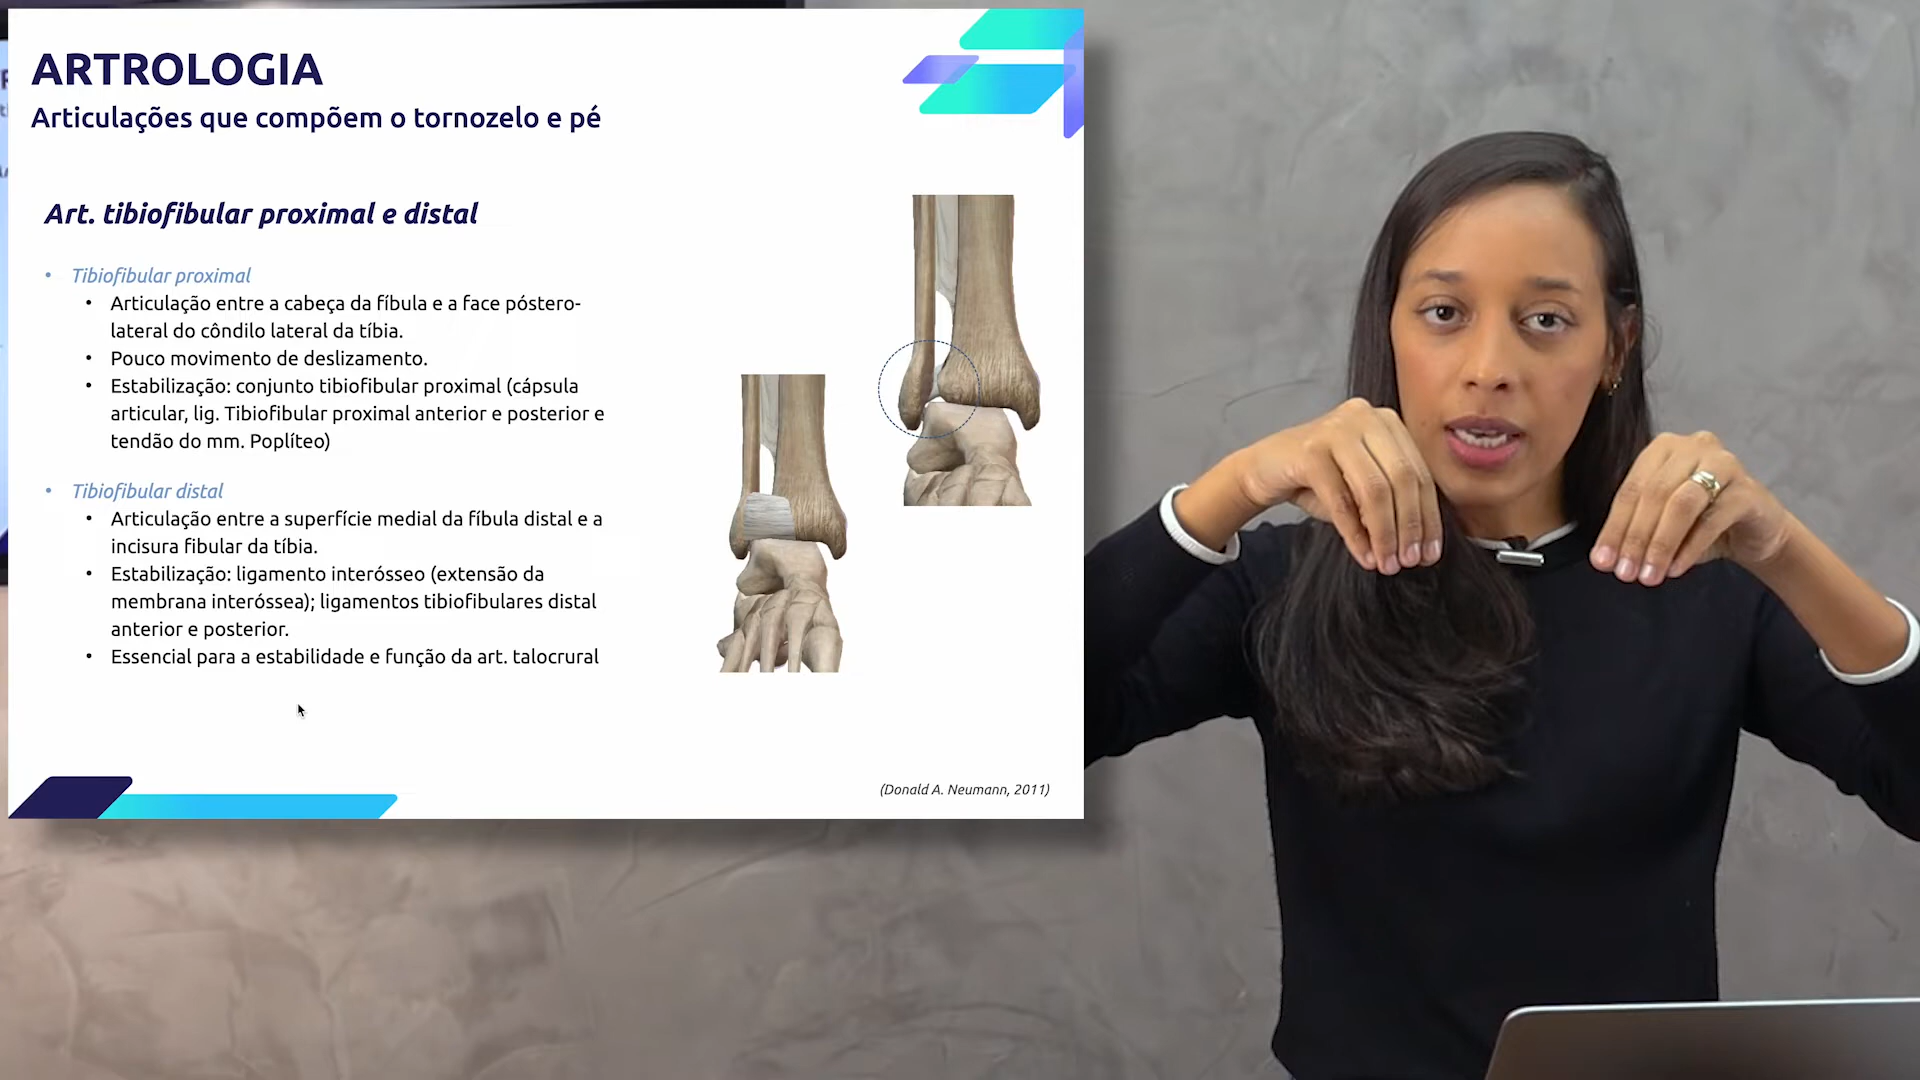 ARTROLOGIA
Articulações que compõem o tornozelo e pé
Art. tibiofibular proximal e distal
• Tibiofibular proximal
• Articulação entre a cabeça da fíbula e a face póstero-
lateral do côndilo lateral da tíbia.
• Pouco movimento de deslizamento.
• Estabilização: conjunto tibiofibular proximal (cápsula
articular, lig. Tibiofibular proximal anterior e posterior e
tendão do mm. Poplíteo)
• Tibiofibular distal
• Articulação entre a superfície medial da fíbula distal e a
incisura fibular da tíbia.
• Estabilização: ligamento interósseo (extensão da
membrana interóssea); ligamentos tibiofibulares distal
anterior e posterior.
• Essencial para a estabilidade e função da art. talocrural
(Donald A. Neumann, 2011)